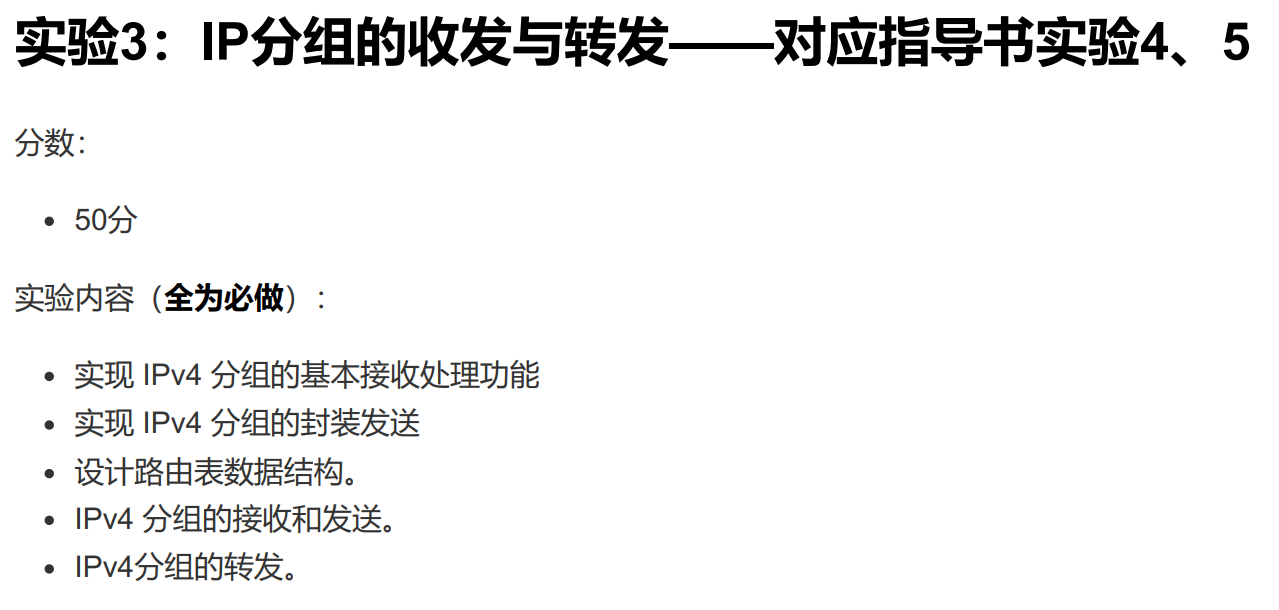 实验3：IP分组的收发与转发——对应指导书实验4、5
分数：
• 50分
实验内容（全为必做）：
• 实现 IPv4 分组的基本接收处理功能
• 实现 IPv4 分组的封装发送
• 设计路由表数据结构。
• IPv4 分组的接收和发送。
• IPv4分组的转发。